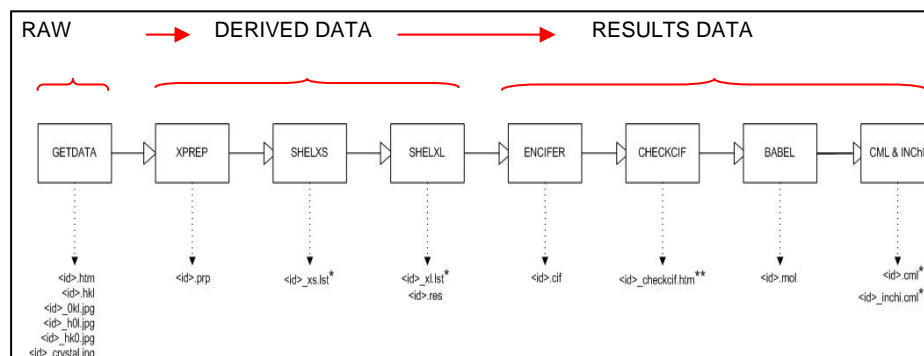 RAW DERIVED DATA RESULTS DATA
GETDATA XPREP SHELXS SHELXL ENCIFER CHECKCIF BABEL CML & INChI
<id>.htm <id>.prp <id>_xs.lst* <id>_xl.lst* <id>.cif <id>_checkcif.htm** <id>.mol <id>.cml*
<id>.hkl <id>.res <id>_inchi.cml*
<id>_0kl.jpg
<id>_h0l.jpg
<id>_hk0.jpg
<id>_crystal.jpg